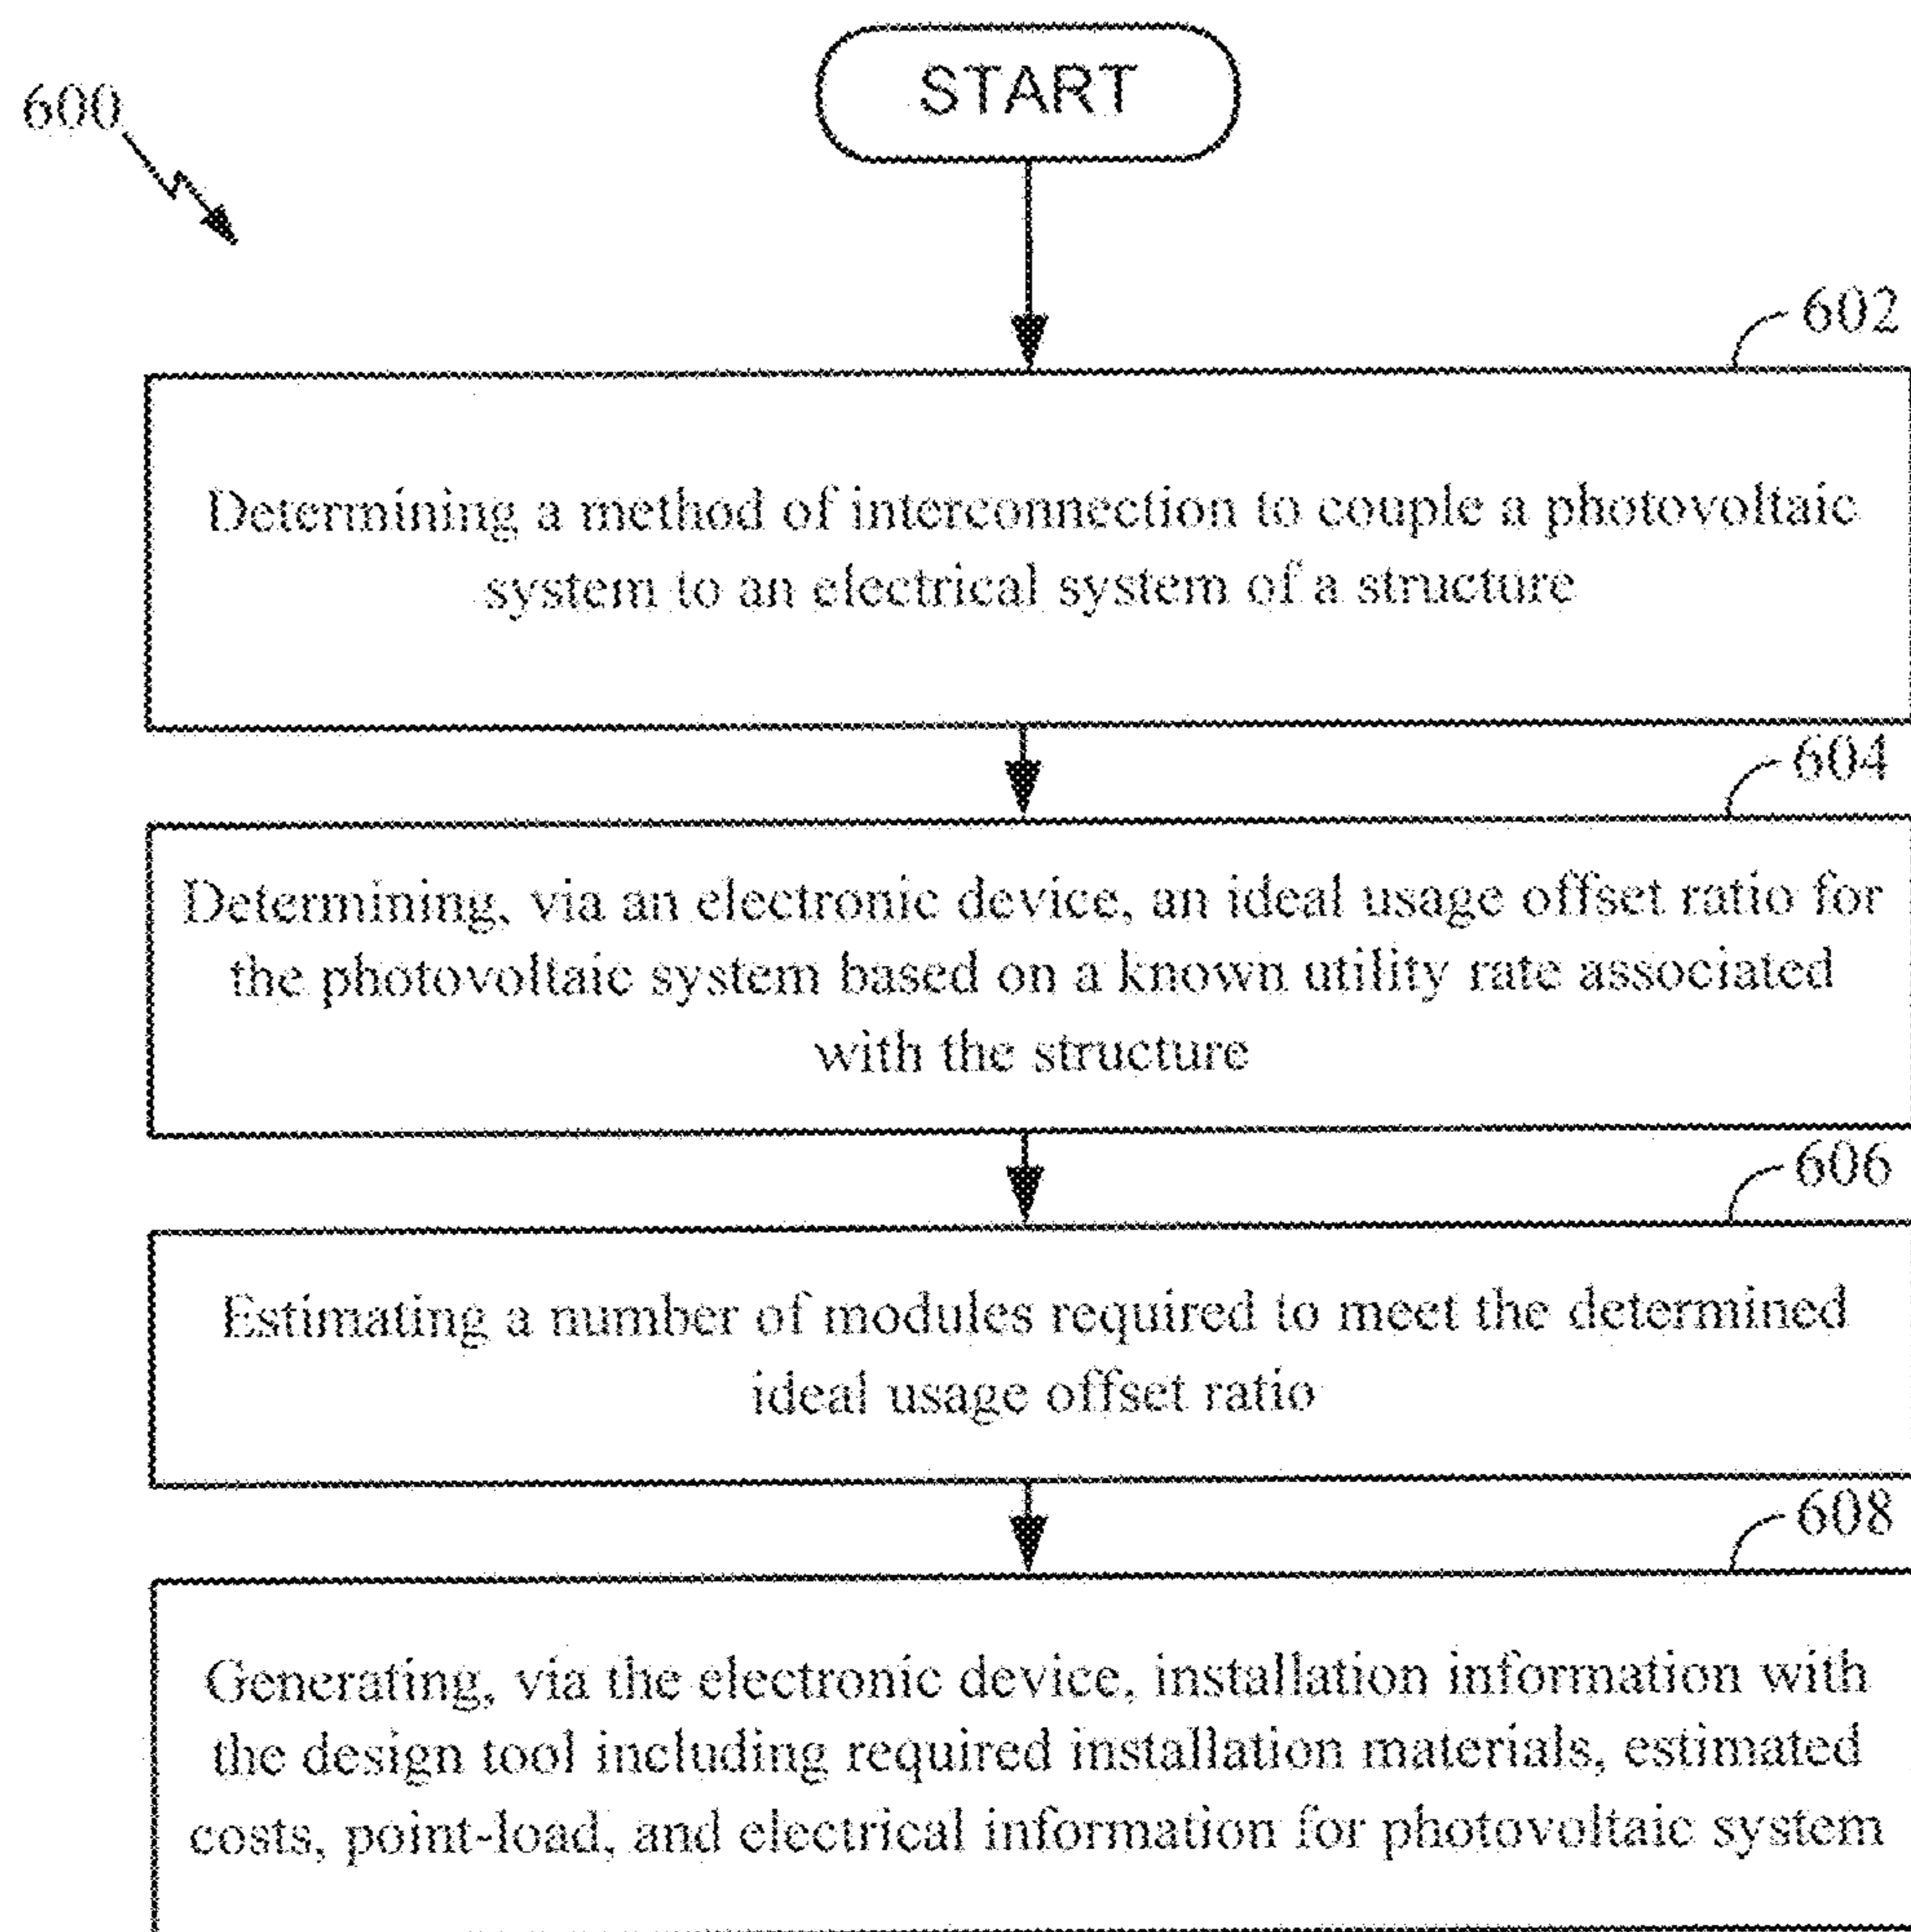 START
600
602
Determining a method of interconnection to couple a photovoltaic
system to an electrical system of a structure
604
Determining, via an electronic device, an ideal usage offset ratio for
the photovoltaic system based on a known utility rate associated
with the structure
606
Estimating a number of modules required to meet the determined
ideal usage offset ratio
608
Generating, via the electronic device, installation information with
the design tool including required installation materials, estimated
costs, point-load, and electrical information for photovoltaic system